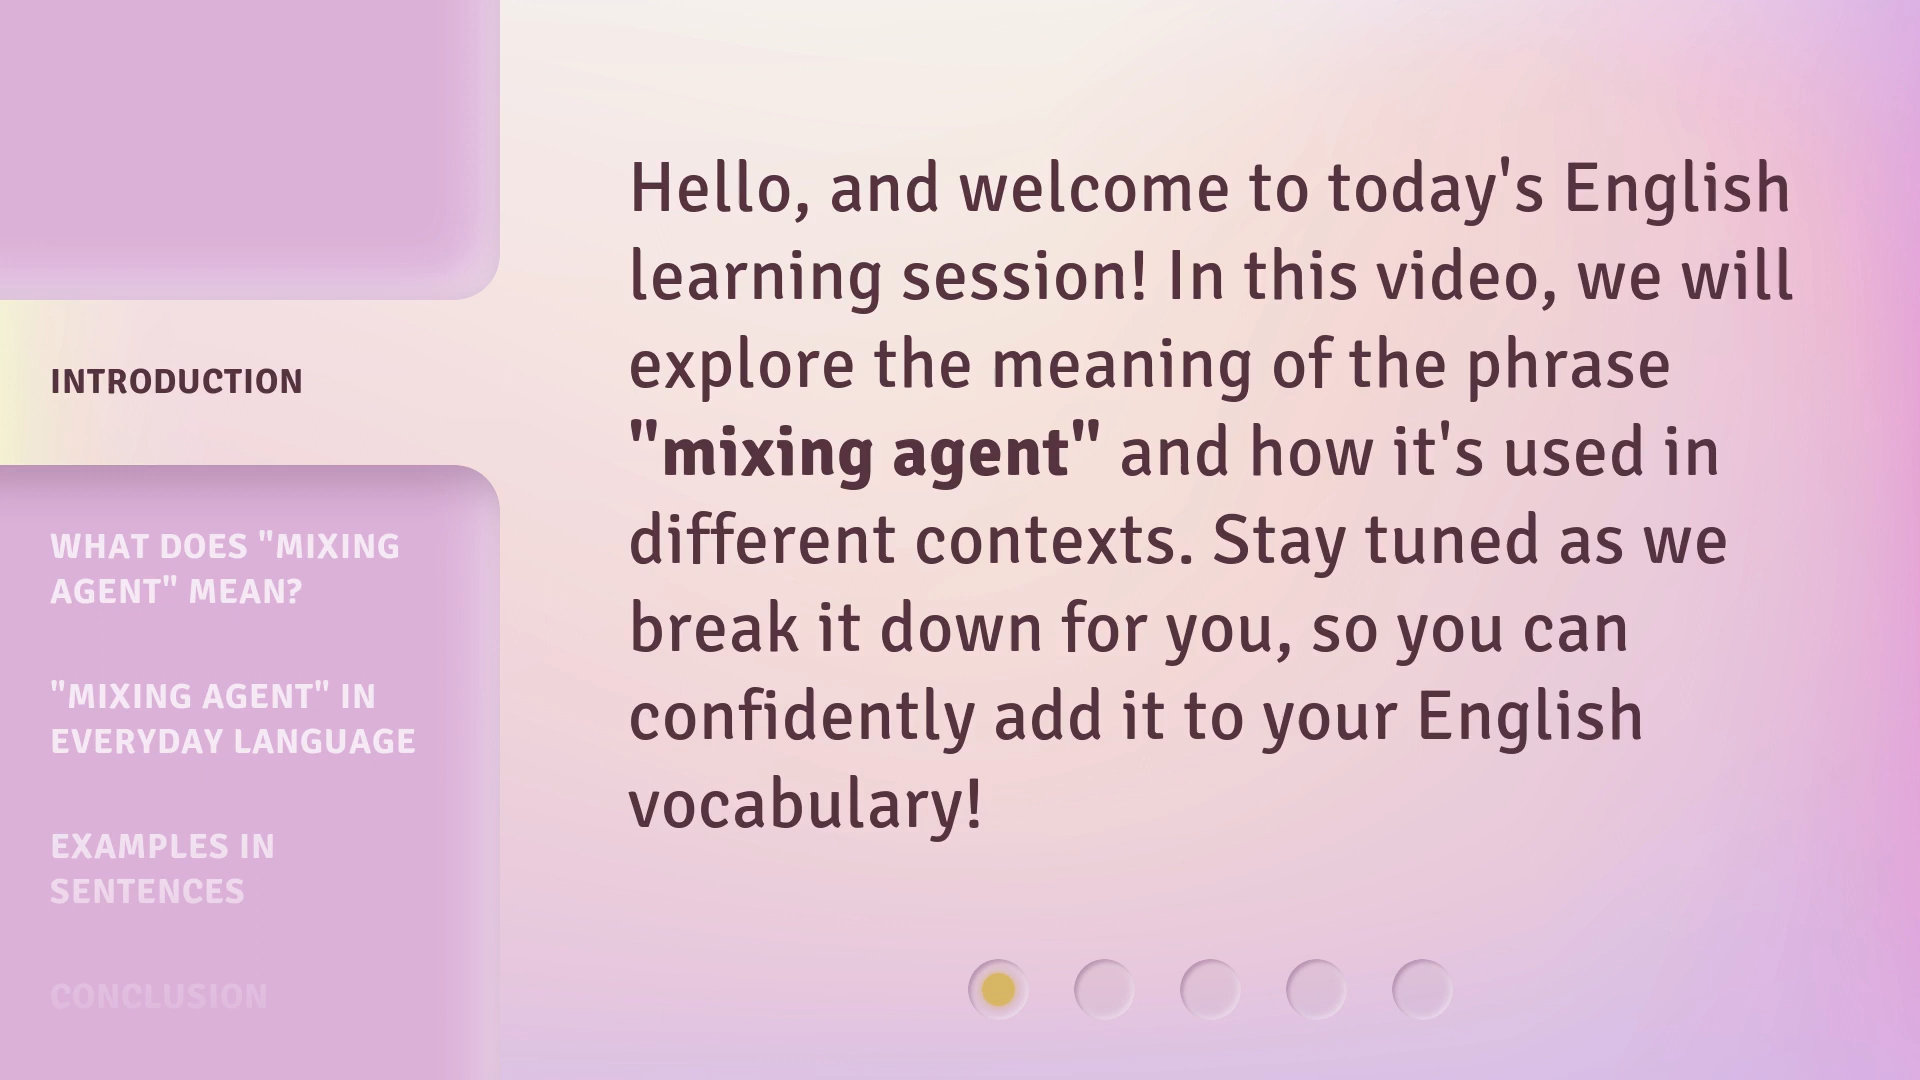 INTRODUCTION
WHAT DOES "MIXING
AGENT" MEAN?
"MIXING AGENT" IN
EVERYDAY LANGUAGE
EXAMPLES IN
SENTENCES
CONCLUSION
Hello, and welcome to today's English
learning session! In this video, we will
explore the meaning of the phrase
"mixing agent" and how it's used in
different contexts. Stay tuned as we
break it down for you, so you can
confidently add it to your English
vocabulary!